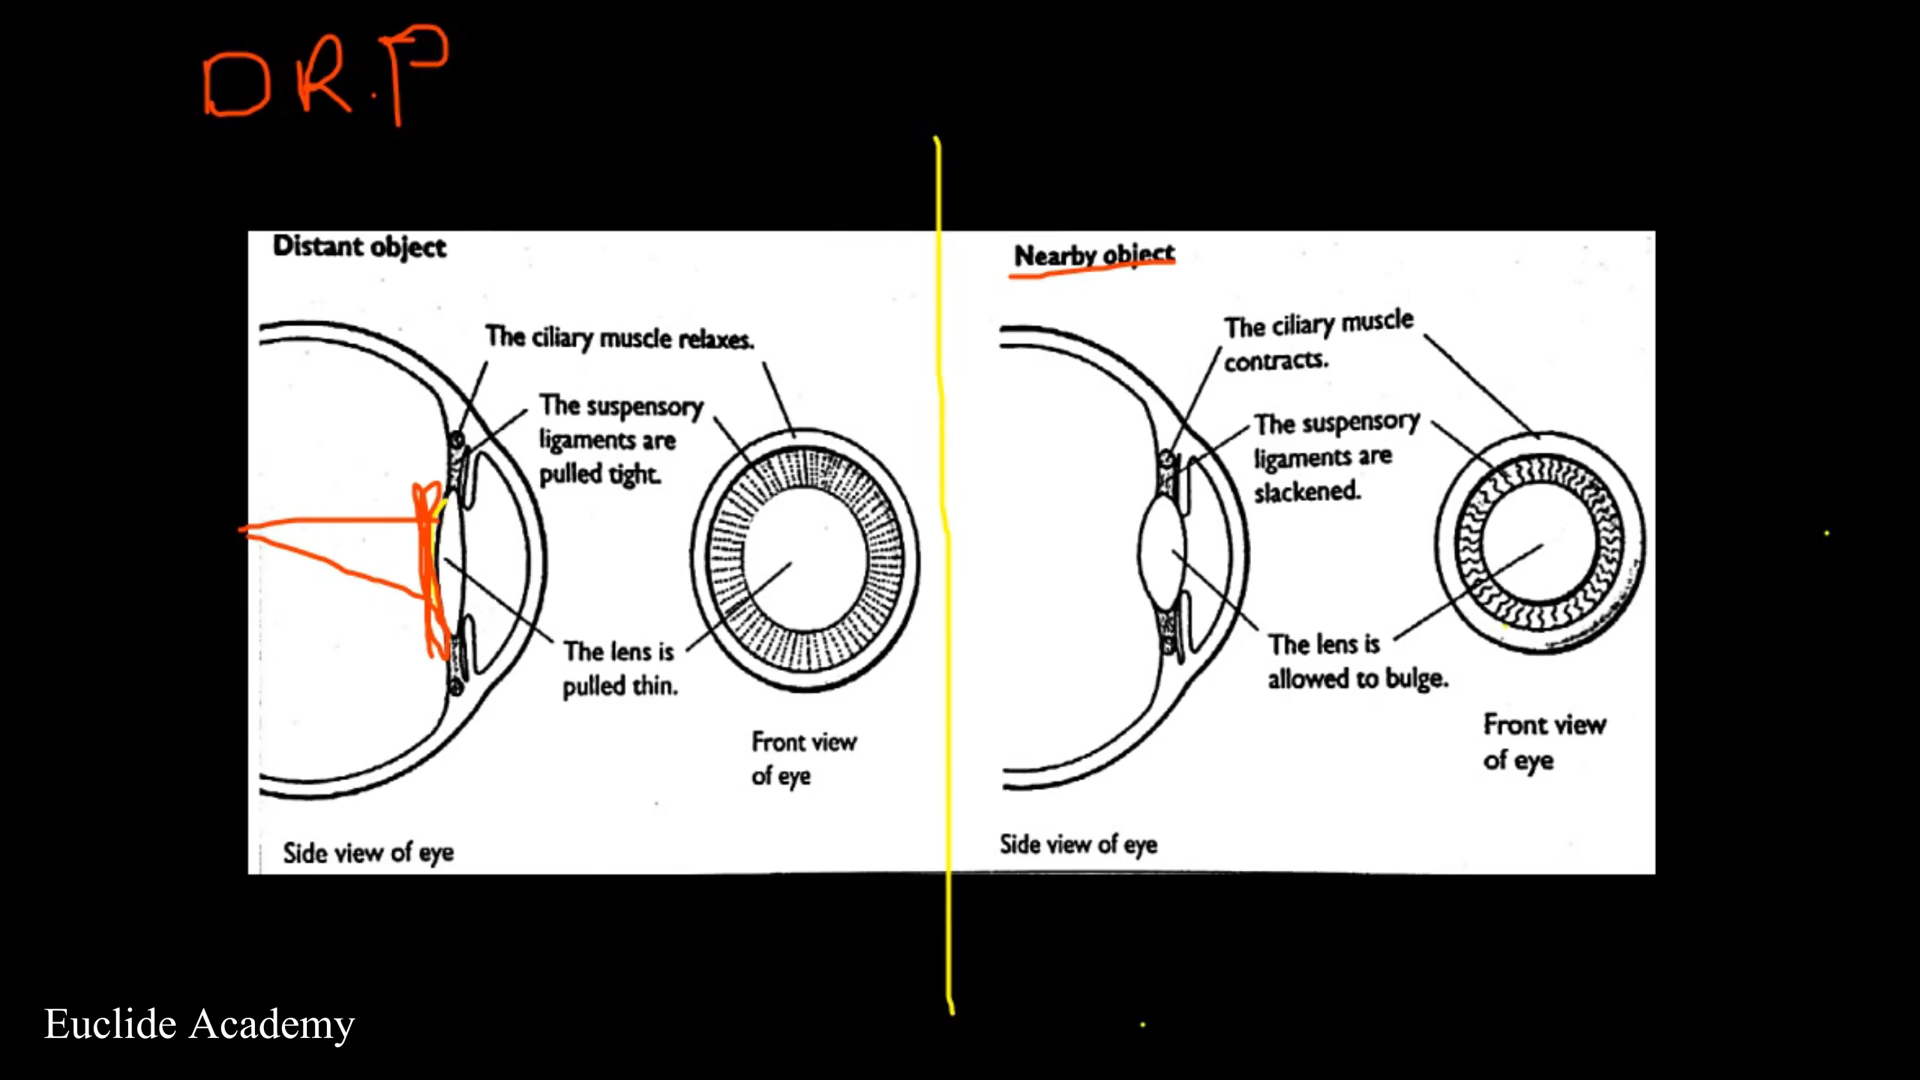 DR.P
Distant object
The ciliary muscle relaxes.
The suspensory
ligaments are
pulled tight.
The lens is
pulled thin.
Front view
of eye
Side view of eye
Nearby object
The ciliary muscle
contracts.
The suspensory
ligaments are
slackened.
The lens is
allowed to bulge.
Front view
of eye
Side view of eye
Euclide Academy